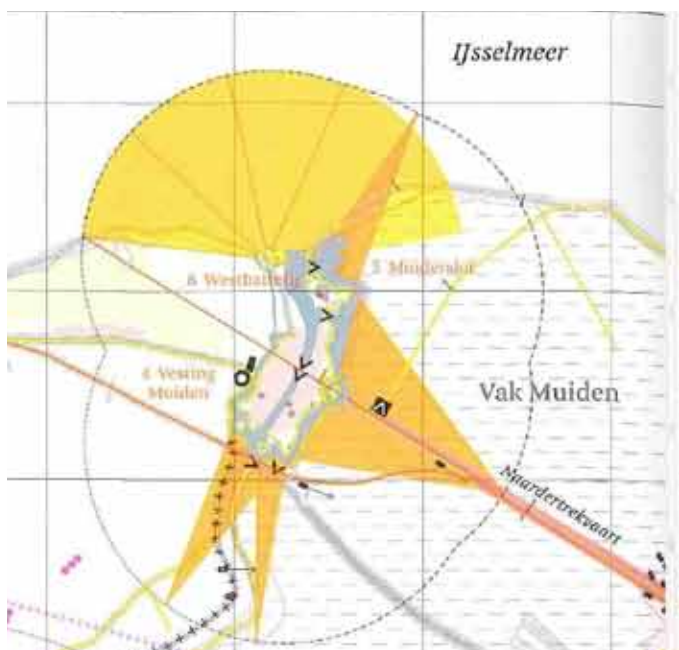 IJsselmeer
6 Westbatterij
5 Muiderslot
4 Vesting
Muiden
Vak Muiden
Naardertrekvaart